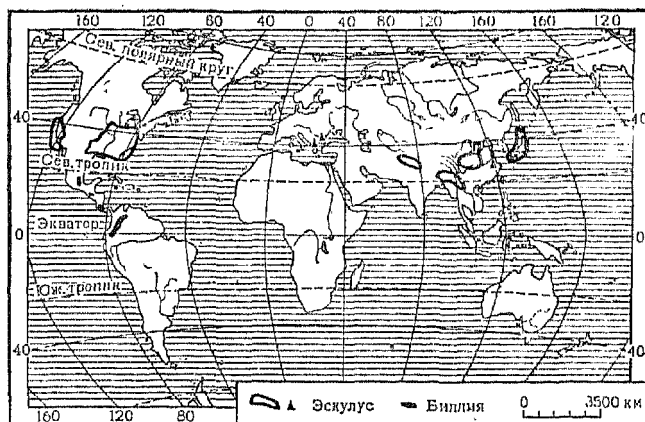 160 120 80 40 0 40 80 120 160 160 120
Сев. полярный круг
40 40
Сев. тропик
Экватор
0 0
Юж. тропик
40 40
160 120 80
Эскулус Биллия 0 3500 км